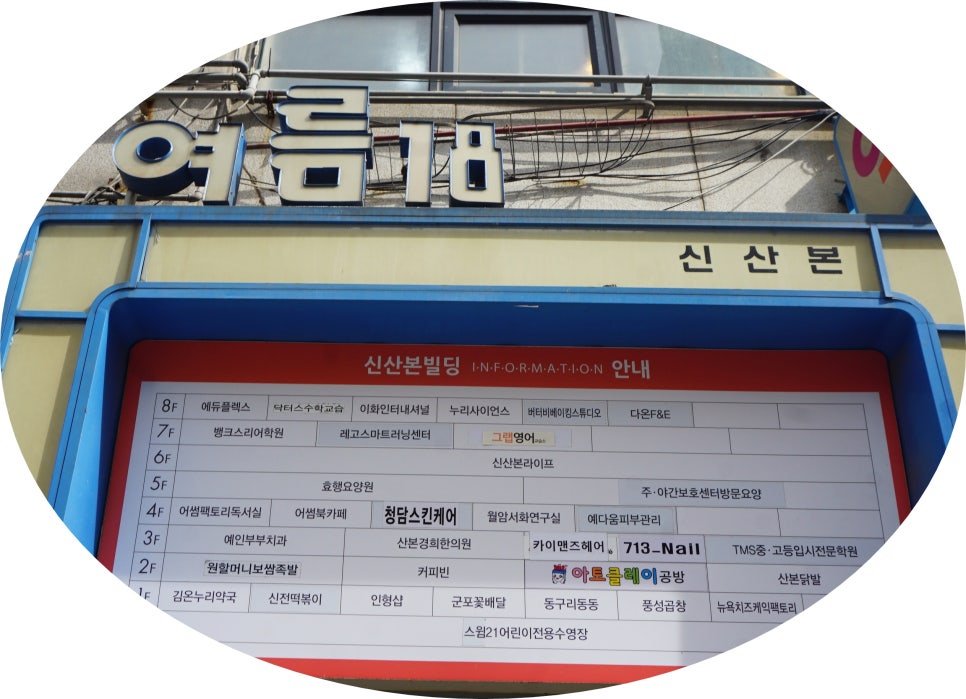 여름18
신산본
신산본빌딩 I·N·F·O·R·M·A·T·I·O·N 안내
8F 에듀플렉스 닥터스수학교습 이화인터내셔널 누리사이언스 버터비베이킹스튜디오 다온F&E
7F 뱅크스리어학원 레고스마트러닝센터 그랩영어
6F 신산본라이프
5F 효행요양원 주·야간보호센터방문요양
4F 어썸팩토리독서실 어썸북카페 청담스킨케어 월암서화연구실 예다움피부관리
3F 예인부부치과 산본경희한의원 카이맨즈헤어 713_Nail TMS중·고등입시전문학원
2F 원할머니보쌈족발 커피빈 아토클레이공방 산본닭발
1F 김온누리약국 신전떡볶이 인형샵 군포꽃배달 동구리동동 풍성곱창 뉴욕치즈케익팩토리
스윔21어린이전용수영장